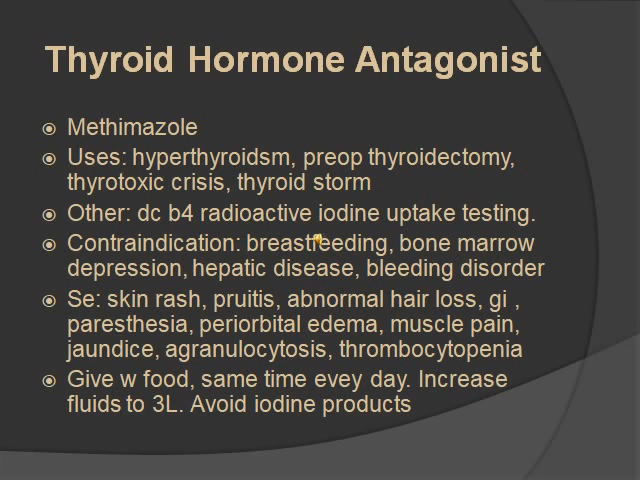 Thyroid Hormone Antagonist
Methimazole
Uses: hyperthyroidsm, preop thyroidectomy,
thyrotoxic crisis, thyroid storm
Other: dc b4 radioactive iodine uptake testing.
Contraindication: breastfeeding, bone marrow
depression, hepatic disease, bleeding disorder
Se: skin rash, pruitis, abnormal hair loss, gi ,
paresthesia, periorbital edema, muscle pain,
jaundice, agranulocytosis, thrombocytopenia
Give w food, same time evey day. Increase
fluids to 3L. Avoid iodine products